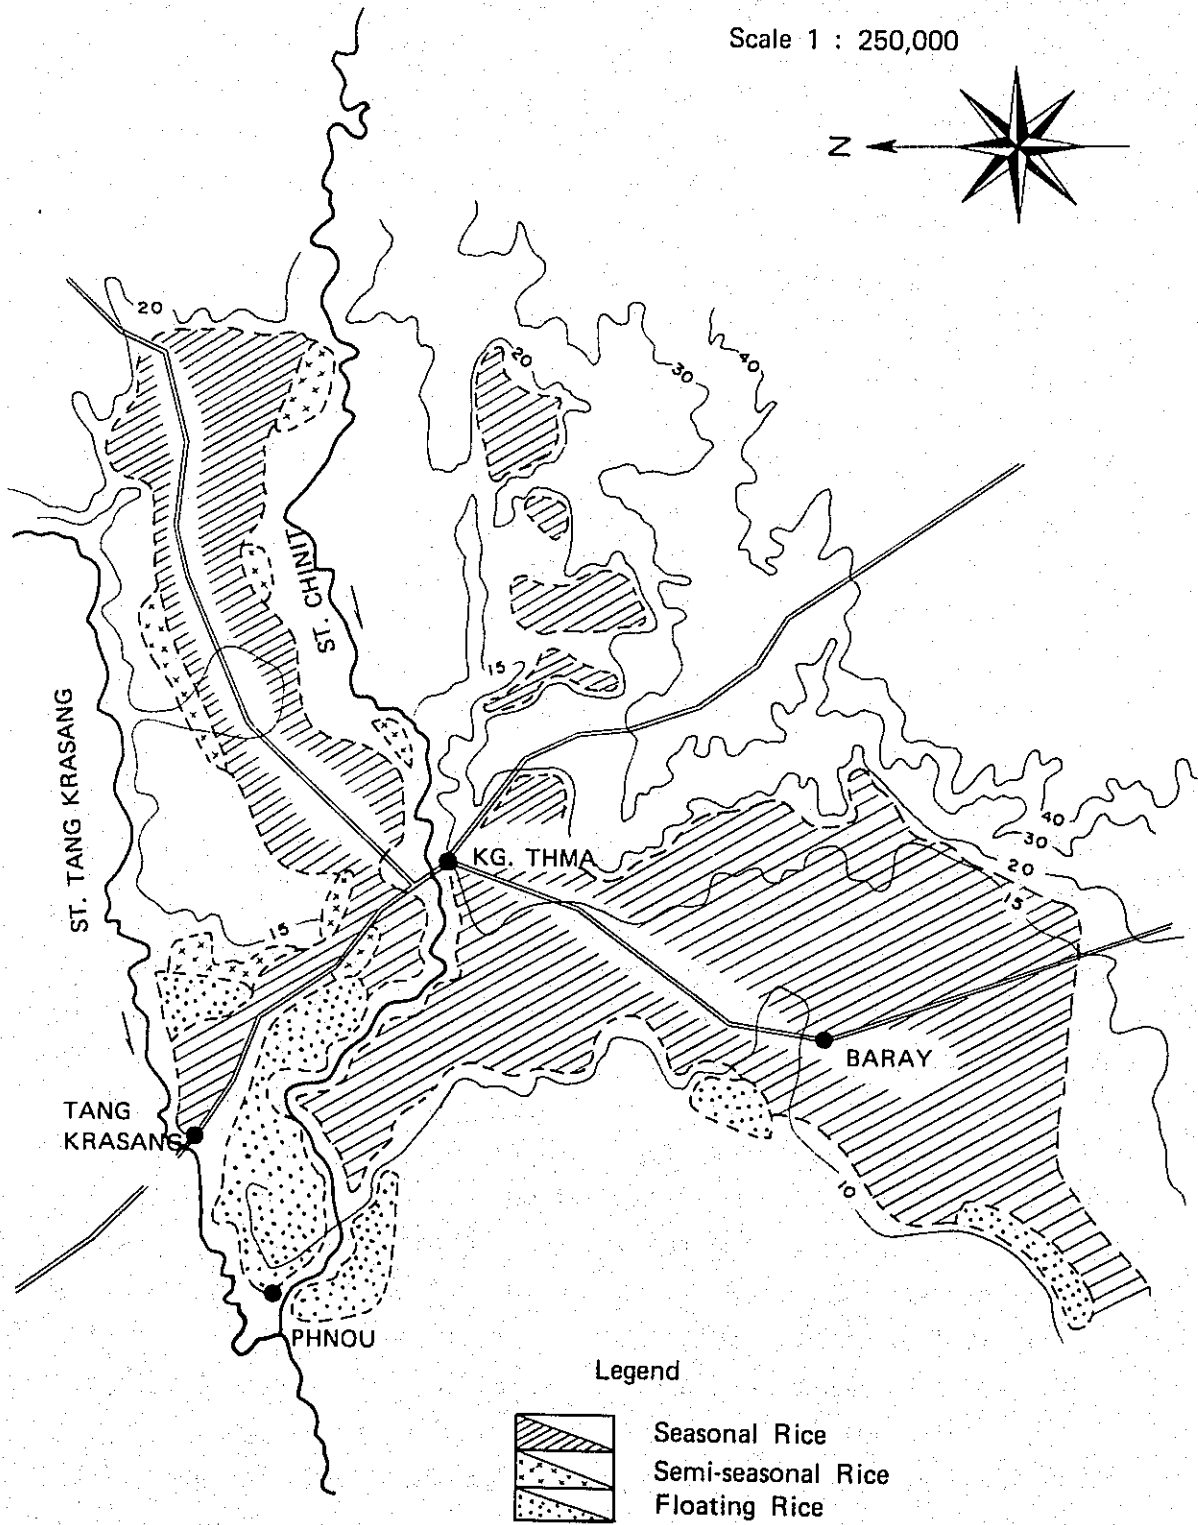 Scale 1 : 250,000
N
20
20
30
40
ST. CHINIT
15
ST. TANG KRASANG
KG. THMA
40
30
20
15
15
BARAY
TANG
KRASANG
10
PHNOU
Legend
Seasonal Rice
Semi-seasonal Rice
Floating Rice